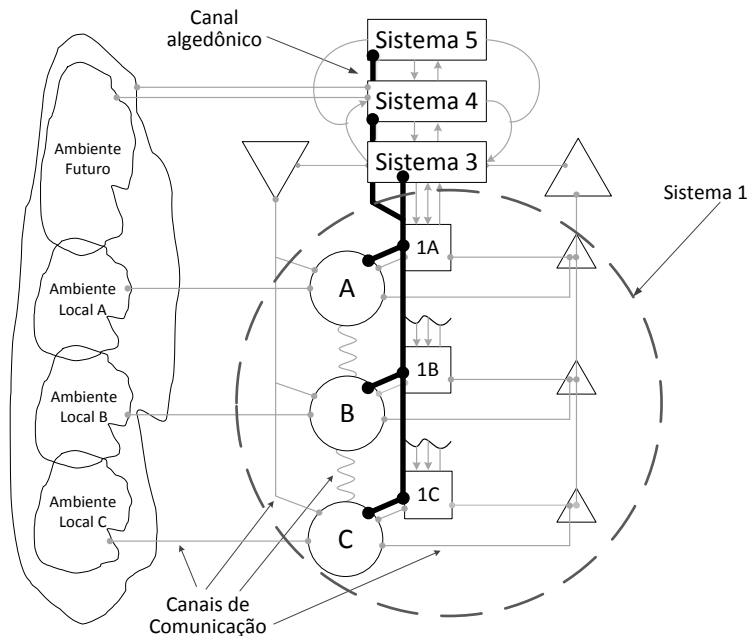 Canal
algedônico
Sistema 5
Sistema 4
Sistema 3
Ambiente
Futuro
Sistema 1
1A
A
Ambiente
Local A
1B
B
Ambiente
Local B
1C
C
Ambiente
Local C
Canais de
Comunicação